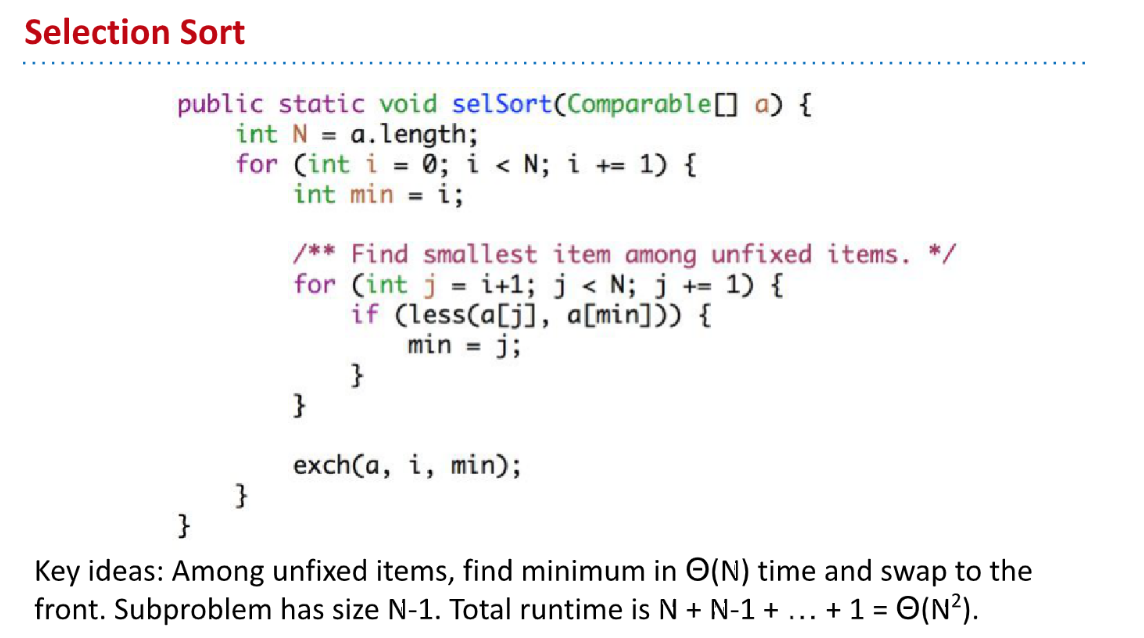 Selection Sort
public static void selSort(Comparable[] a) {
int N = a.length;
for (int i = 0; i < N; i += 1) {
int min = i;
/** Find smallest item among unfixed items. */
for (int j = i+1; j < N; j += 1) {
if (less(a[j], a[min])) {
min = j;
}
}
exch(a, i, min);
}
}
Key ideas: Among unfixed items, find minimum in Θ(N) time and swap to the
front. Subproblem has size N-1. Total runtime is N + N-1 + … + 1 = Θ(N²).